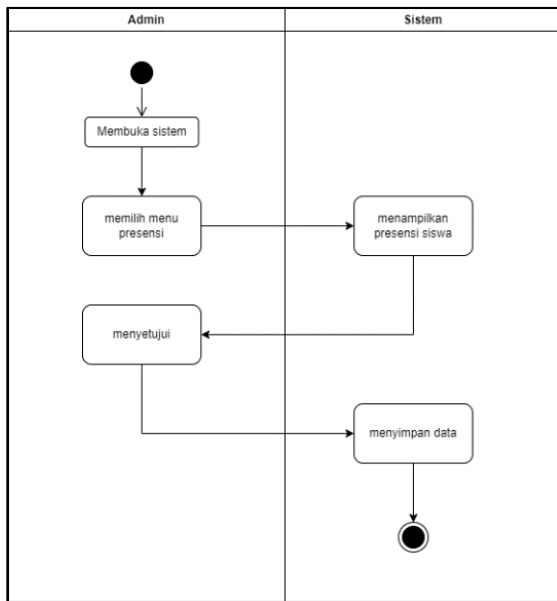 Admin
Sistem
Membuka sistem
memilih menu
presensi
menampilkan
presensi siswa
menyetujui
menyimpan data